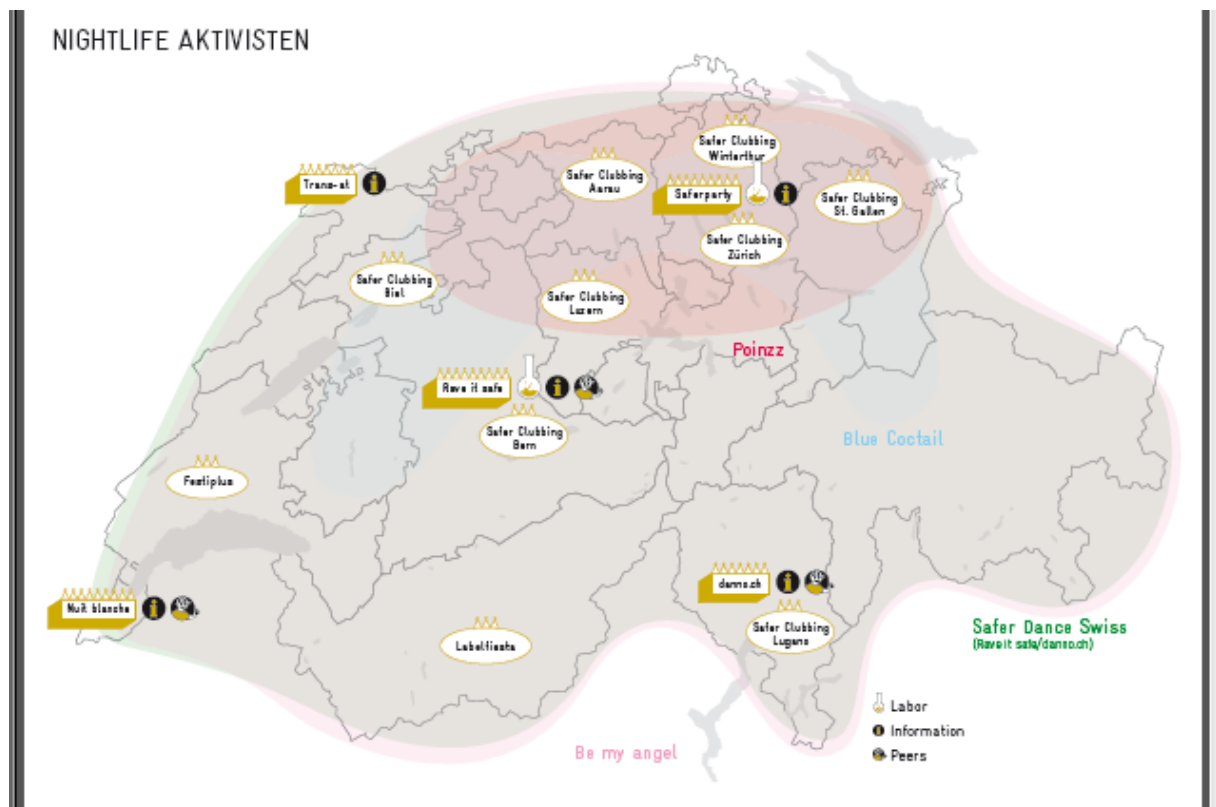 NIGHTLIFE AKTIVISTEN
Safer Clubbing
Winterthur
Trans-at
Safer Clubbing
Aarau
Saferparty
Safer Clubbing
St. Gallen
Safer Clubbing
Zürich
Safer Clubbing
Biel
Safer Clubbing
Luzern
Poinzz
Rave it safe
Safer Clubbing
Bern
Blue Coctail
Festiplus
danno.ch
Nuit blanche
Safer Clubbing
Lugano
Labelfiesta
Safer Dance Swiss
(Rave it safe/danno.ch)
Labor
Information
Peers
Be my angel